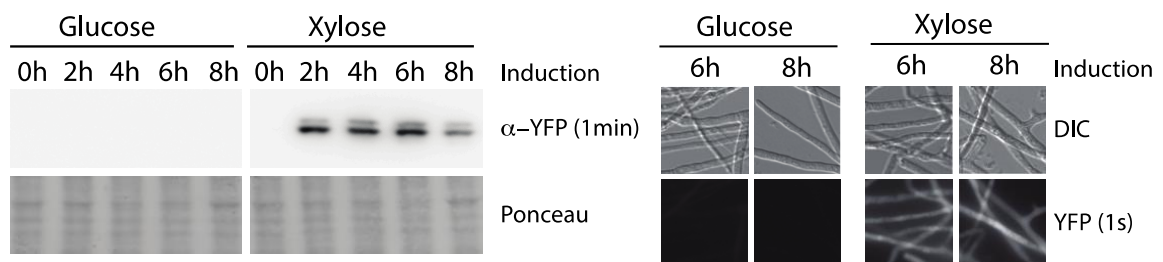 Glucose Xylose
0h 2h 4h 6h 8h 0h 2h 4h 6h 8h Induction
α–YFP (1min)
Ponceau
Glucose Xylose
6h 8h 6h 8h Induction
DIC
YFP (1s)